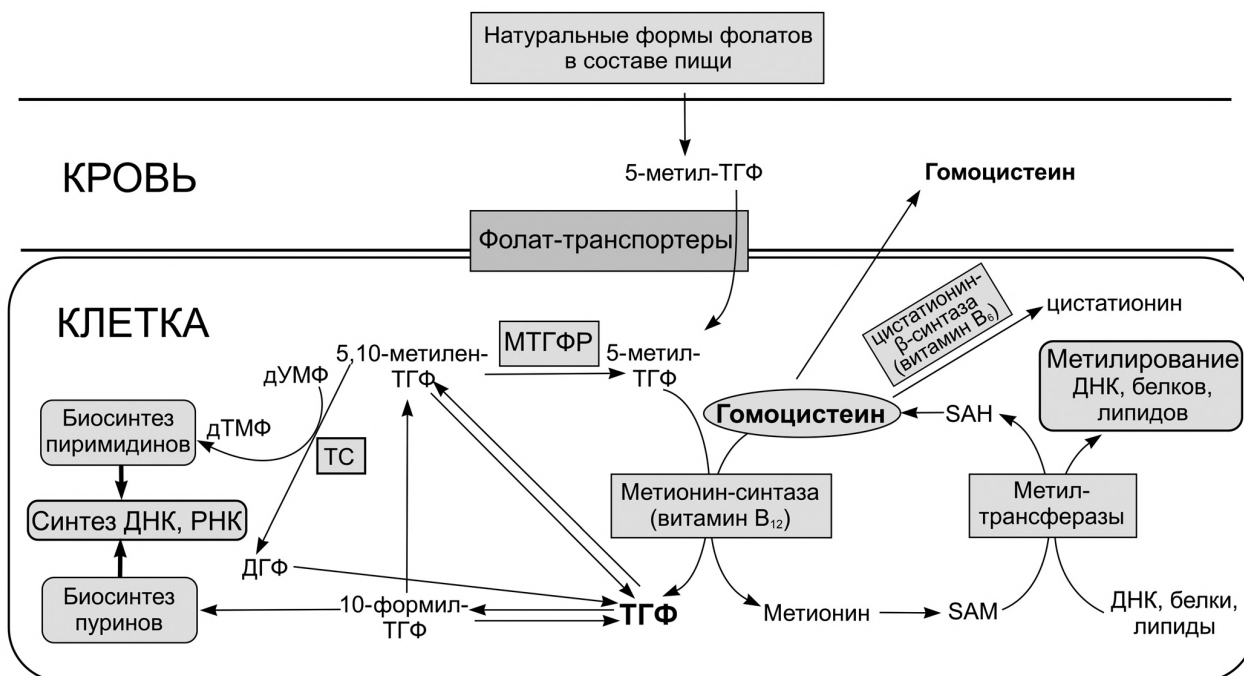 Натуральные формы фолатов
в составе пищи
КРОВЬ
5-метил-ТГФ
Гомоцистеин
Фолат-транспортеры
КЛЕТКА
цистатионин-
β-синтаза
(витамин B₆)
цистатионин
МТГФР
5,10-метилен-
ТГФ
5-метил-
ТГФ
Метилирование
ДНК, белков,
липидов
дУМФ
Биосинтез
пиримидинов
дТМФ
ТС
Гомоцистеин
SAH
Метионин-синтаза
(витамин B₁₂)
Метил-
трансферазы
Синтез ДНК, РНК
ДГФ
Биосинтез
пуринов
10-формил-
ТГФ
ТГФ
Метионин
SAM
ДНК, белки,
липиды